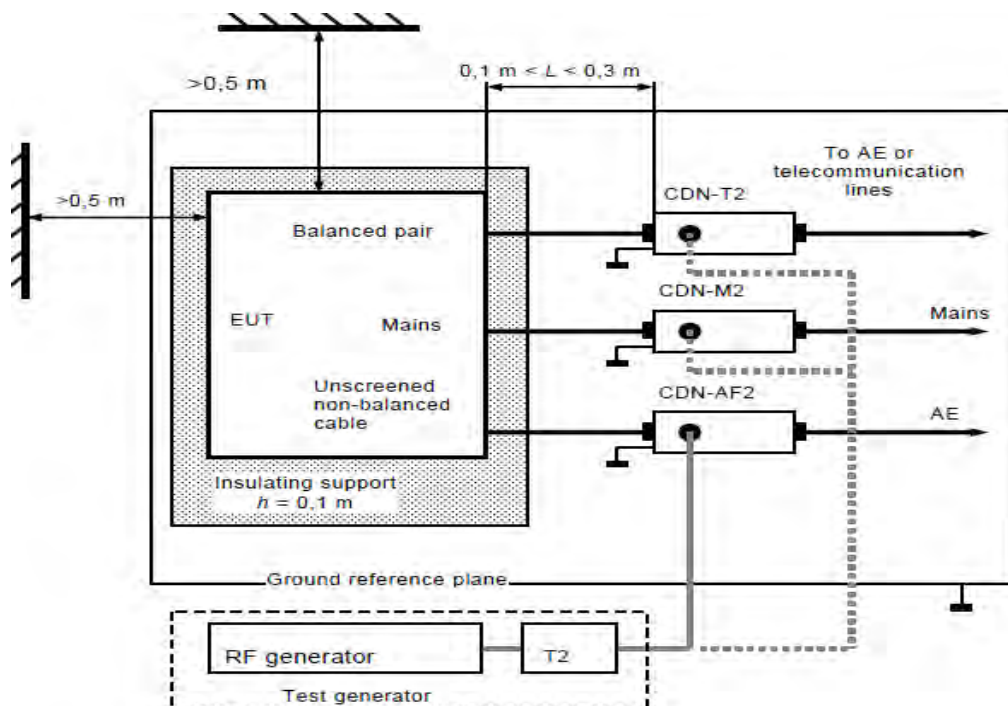 >0,5 m
0,1 m < L < 0,3 m
>0,5 m
To AE or
telecommunication
lines
CDN-T2
Balanced pair
CDN-M2
EUT
Mains
Mains
Unscreened
non-balanced
cable
CDN-AF2
AE
Insulating support
h = 0,1 m
Ground reference plane
RF generator
T2
Test generator